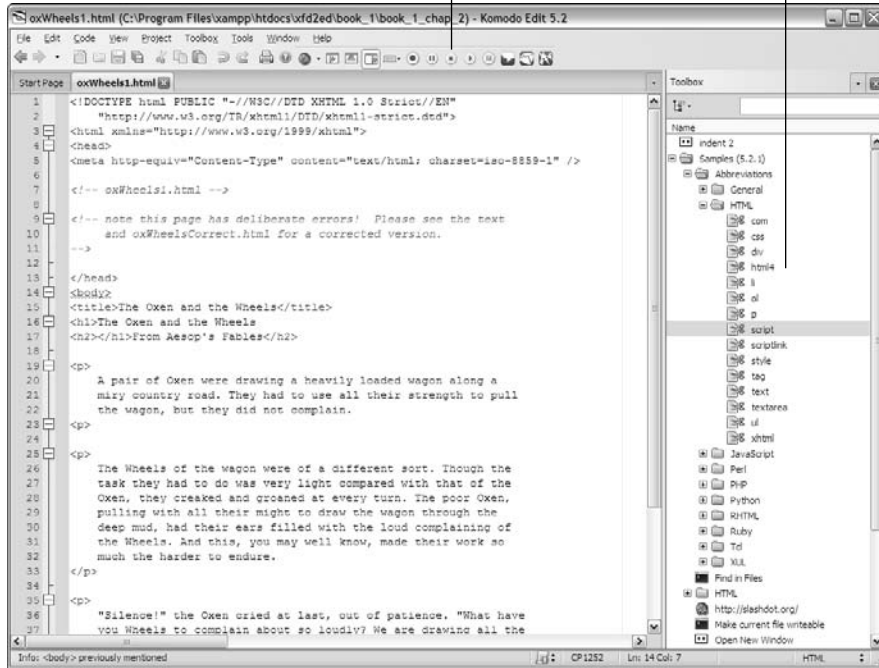 oxWheels1.html (C:\Program Files\xampp\htdocs\xfd2ed\book_1\book_1_chap_2) - Komodo Edit 5.2
File Edit Code View Project Toolbox Tools Window Help
Start Page oxWheels1.html
1 <!DOCTYPE html PUBLIC "-//W3C//DTD XHTML 1.0 Strict//EN"
2 "http://www.w3.org/TR/xhtml1/DTD/xhtml1-strict.dtd">
3 <html xmlns="http://www.w3.org/1999/xhtml">
4 <head>
5 <meta http-equiv="Content-Type" content="text/html; charset=iso-8859-1" />
6
7 <!-- oxWheels1.html -->
8
9 <!-- note this page has deliberate errors! Please see the text
10 and oxWheelsCorrect.html for a corrected version.
11 -->
12
13 </head>
14 <body>
15 <title>The Oxen and the Wheels</title>
16 <h1>The Oxen and the Wheels
17 <h2></h1>From Aesop's Fables</h2>
18
19 <p>
20 A pair of Oxen were drawing a heavily loaded wagon along a
21 miry country road. They had to use all their strength to pull
22 the wagon, but they did not complain.
23 <p>
24
25 <p>
26 The Wheels of the wagon were of a different sort. Though the
27 task they had to do was very light compared with that of the
28 Oxen, they creaked and groaned at every turn. The poor Oxen,
29 pulling with all their might to draw the wagon through the
30 deep mud, had their ears filled with the loud complaining of
31 the Wheels. And this, you may well know, made their work so
32 much the harder to endure.
33 </p>
34
35 <p>
36 "Silence!" the Oxen cried at last, out of patience. "What have
37 you Wheels to complain about so loudly? We are drawing all the
Toolbox
Name
indent 2
Samples (5.2.1)
Abbreviations
General
HTML
com
css
div
html4
li
ol
p
script
scriptlink
style
tag
text
textarea
ul
xhtml
JavaScript
Perl
PHP
Python
RHTML
Ruby
Tcl
XUL
Find in Files
HTML
http://slashdot.org/
Make current file writeable
Open New Window
Info: <body> previously mentioned CP1252 Ln: 14 Col: 7 HTML